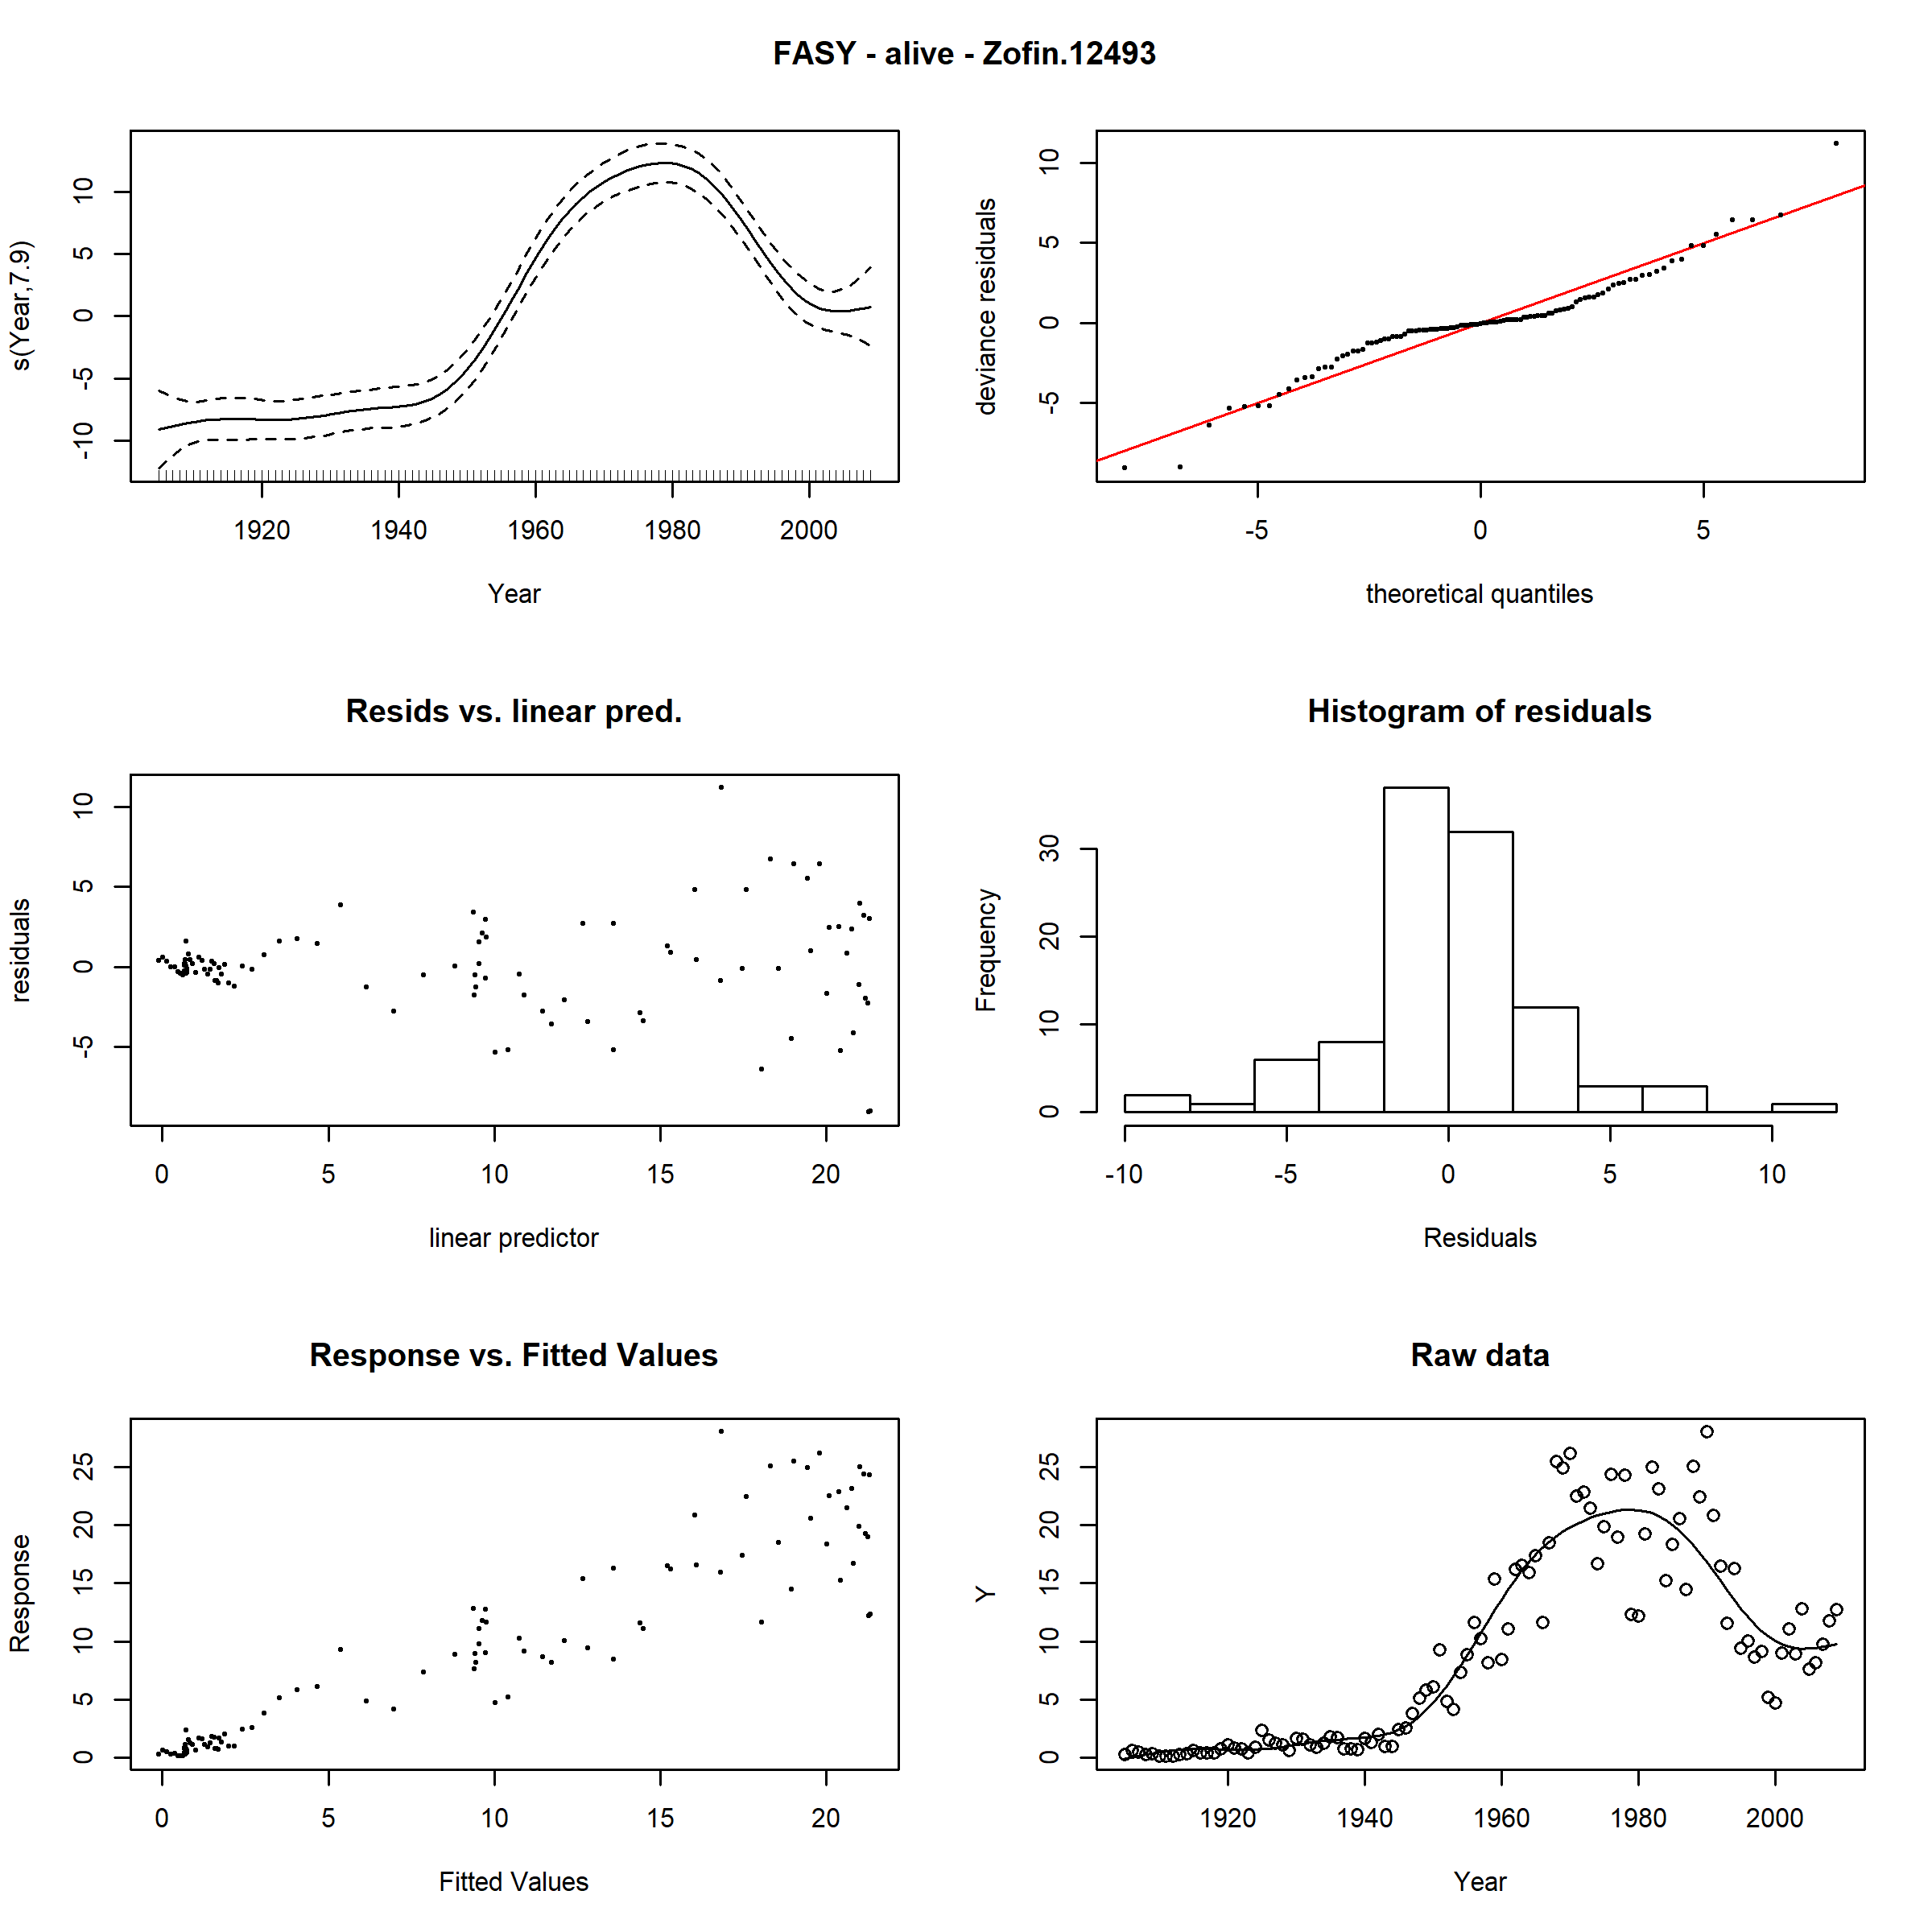 FASY - alive - Zofin.12493
s(Year,7.9)
10
5
0
-5
-10
1920 1940 1960 1980 2000
Year
deviance residuals
10
5
0
-5
-5 0 5
theoretical quantiles
Resids vs. linear pred.
residuals
10
5
0
-5
0 5 10 15 20
linear predictor
Histogram of residuals
Frequency
30
20
10
0
-10 -5 0 5 10
Residuals
Response vs. Fitted Values
Response
25
20
15
10
5
0
0 5 10 15 20
Fitted Values
Raw data
Y
25
20
15
10
5
0
1920 1940 1960 1980 2000
Year